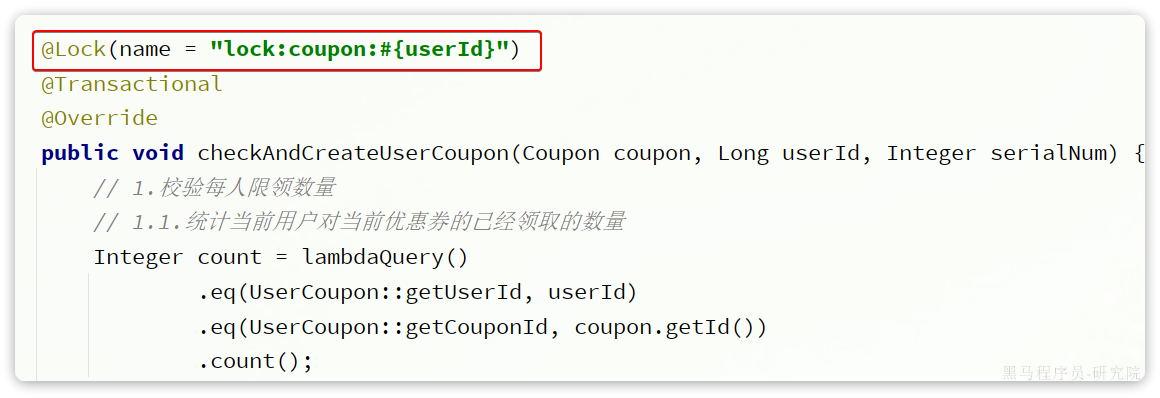 @Lock(name = "lock:coupon:#{userId}")
@Transactional
@Override
public void checkAndCreateUserCoupon(Coupon coupon, Long userId, Integer serialNum) {
    // 1.校验每人限领数量
    // 1.1.统计当前用户对当前优惠券的已经领取的数量
    Integer count = lambdaQuery()
            .eq(UserCoupon::getUserId, userId)
            .eq(UserCoupon::getCouponId, coupon.getId())
            .count();
黑马程序员-研究院